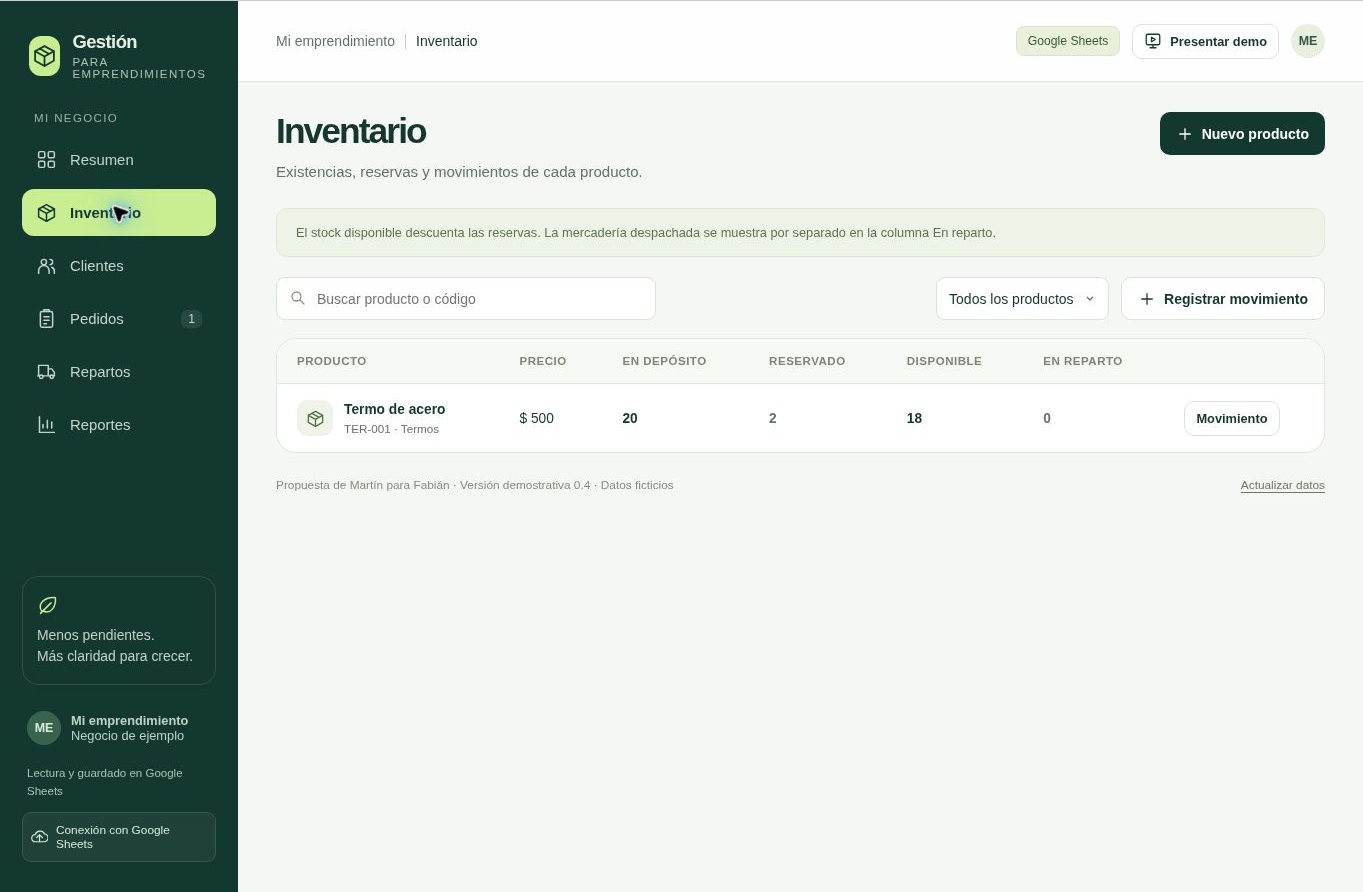 Gestión
PARA
EMPRENDIMIENTOS
MI NEGOCIO
Resumen
Inventario
Clientes
Pedidos 1
Repartos
Reportes
Menos pendientes.
Más claridad para crecer.
ME
Mi emprendimiento
Negocio de ejemplo
Lectura y guardado en Google
Sheets
Conexión con Google
Sheets
Mi emprendimiento Inventario
Google Sheets
Presentar demo
ME
Inventario
Existencias, reservas y movimientos de cada producto.
Nuevo producto
El stock disponible descuenta las reservas. La mercadería despachada se muestra por separado en la columna En reparto.
Buscar producto o código
Todos los productos
Registrar movimiento
PRODUCTO PRECIO EN DEPÓSITO RESERVADO DISPONIBLE EN REPARTO
Termo de acero
TER-001 · Termos
$ 500 20 2 18 0 Movimiento
Propuesta de Martín para Fabián · Versión demostrativa 0.4 · Datos ficticios
Actualizar datos